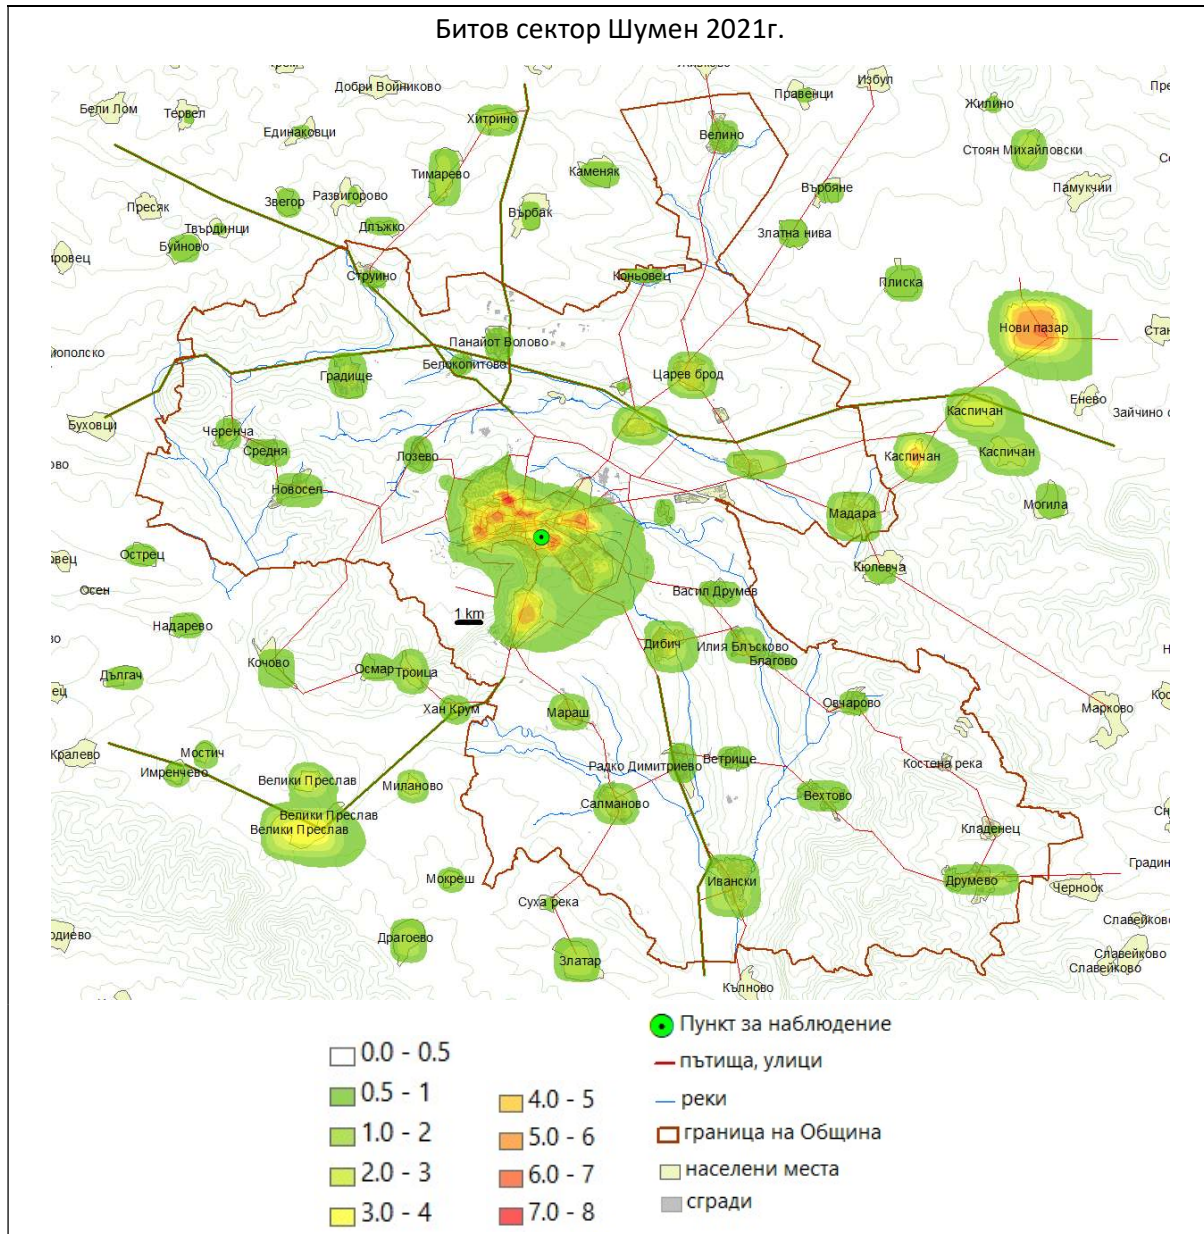 Битов сектор Шумен 2021г.
Избул
Добри Войниково
Правенци
Бели Лом
Тервел
Жилино
Хитрино
Единаковци
Велино
Стоян Михайловски
Тимарево
Каменяк
Памукчии
Развигорово
Върбяне
Звегор
Пресяк
Върбак
Длъжко
Твърдинци
Златна нива
Буйново
Струино
Коньовец
Плиска
Нови пазар
Панайот Волово
Белокопитово
Царев брод
Градище
Енево
Каспичан
Буховци
Черенча
Средня
Лозево
Каспичан
Каспичан
Новосел
Могила
Мадара
Острец
Кюлевча
Осен
Васил Друмев
1 km
Надарево
Дибич
Илия Блъсково
Благово
Кочово
Осмар
Троица
Дългач
Овчарово
Хан Крум
Мараш
Марково
Кралево
Мостич
Имренчево
Радко Димитриево
Ветрище
Костена река
Велики Преслав
Миланово
Вехтово
Салманово
Велики Преслав
Велики Преслав
Кладенец
Мокреш
Ивански
Друмево
Черноок
Суха река
Драгоево
Славейково
Славейково
Славейково
Златар
Кълново
0.0 - 0.5
0.5 - 1
1.0 - 2
2.0 - 3
3.0 - 4
4.0 - 5
5.0 - 6
6.0 - 7
7.0 - 8
Пункт за наблюдение
пътища, улици
реки
граница на Община
населени места
сгради